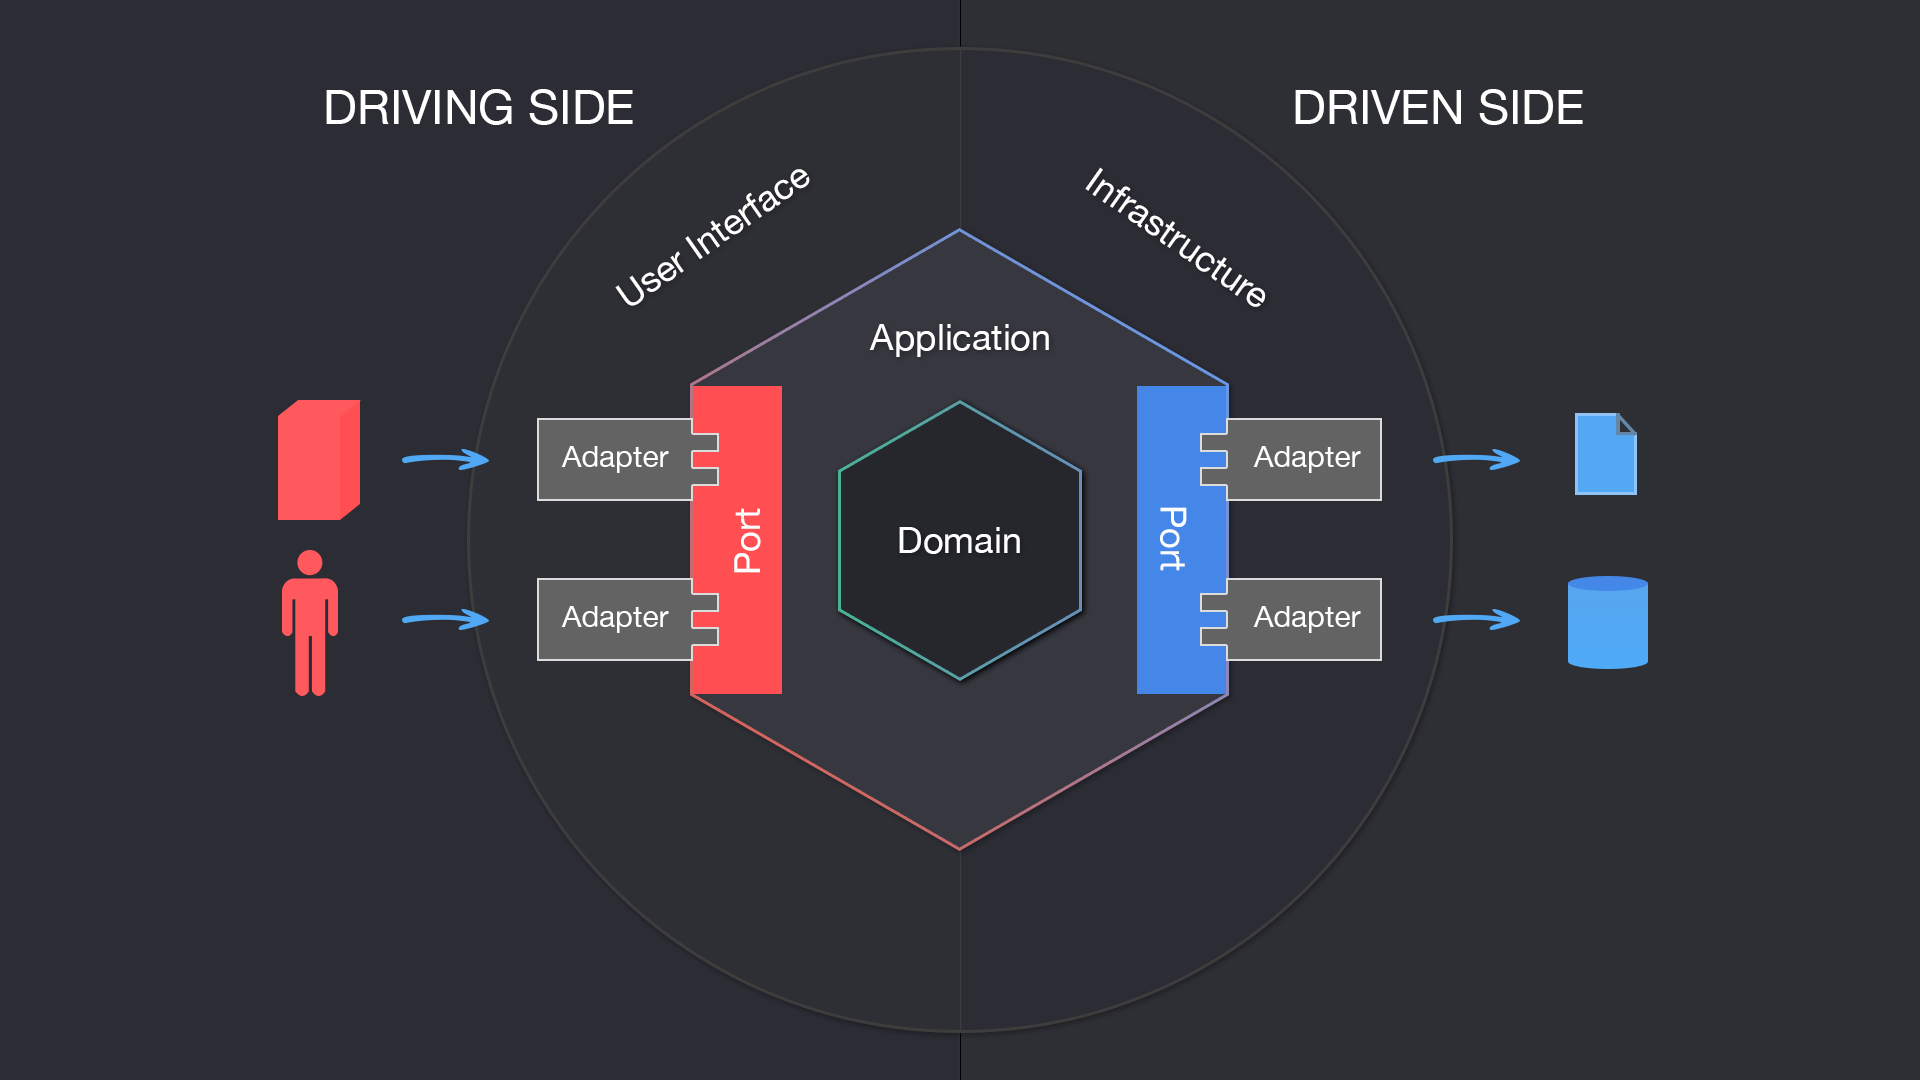 DRIVING SIDE
DRIVEN SIDE
User Interface
Infrastructure
Application
Adapter
Adapter
Port
Domain
Port
Adapter
Adapter